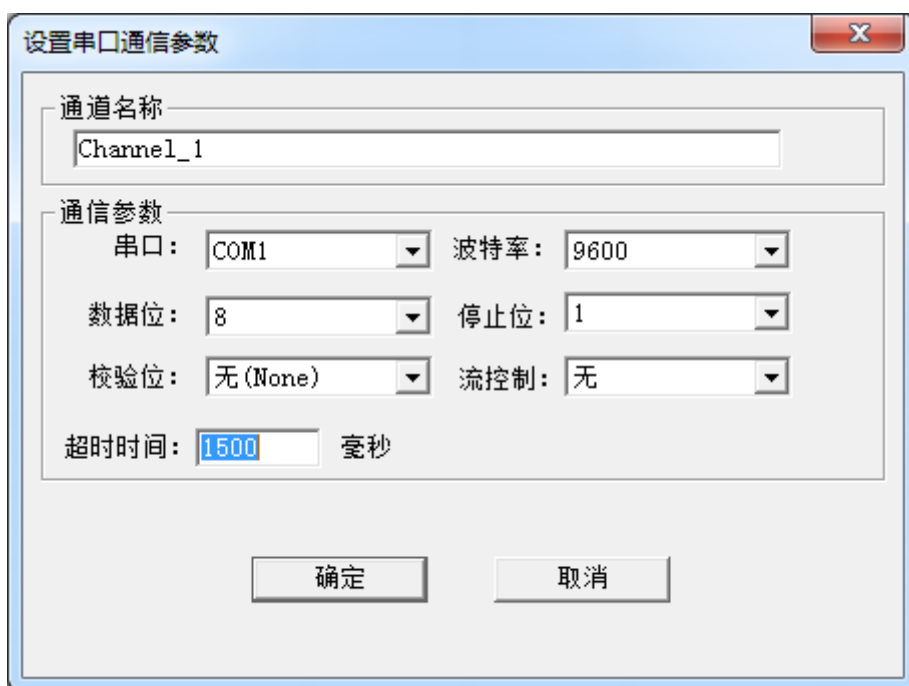 设置串口通信参数
通道名称
Channel_1
通信参数
串口: COM1 波特率: 9600
数据位: 8 停止位: 1
校验位: 无(None) 流控制: 无
超时时间: 1500 毫秒
确定 取消